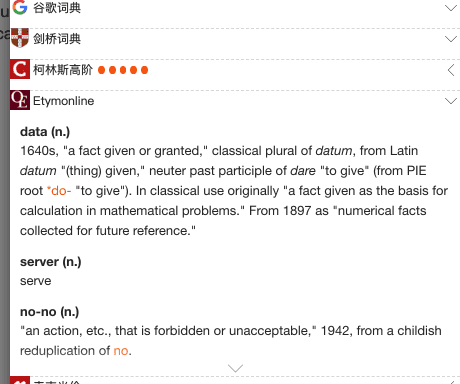 谷歌词典
剑桥词典
柯林斯高阶
Etymonline
data (n.)
1640s, "a fact given or granted," classical plural of datum, from Latin
datum "(thing) given," neuter past participle of dare "to give" (from PIE
root *do- "to give"). In classical use originally "a fact given as the basis for
calculation in mathematical problems." From 1897 as "numerical facts
collected for future reference."
server (n.)
serve
no-no (n.)
"an action, etc., that is forbidden or unacceptable," 1942, from a childish
reduplication of no.